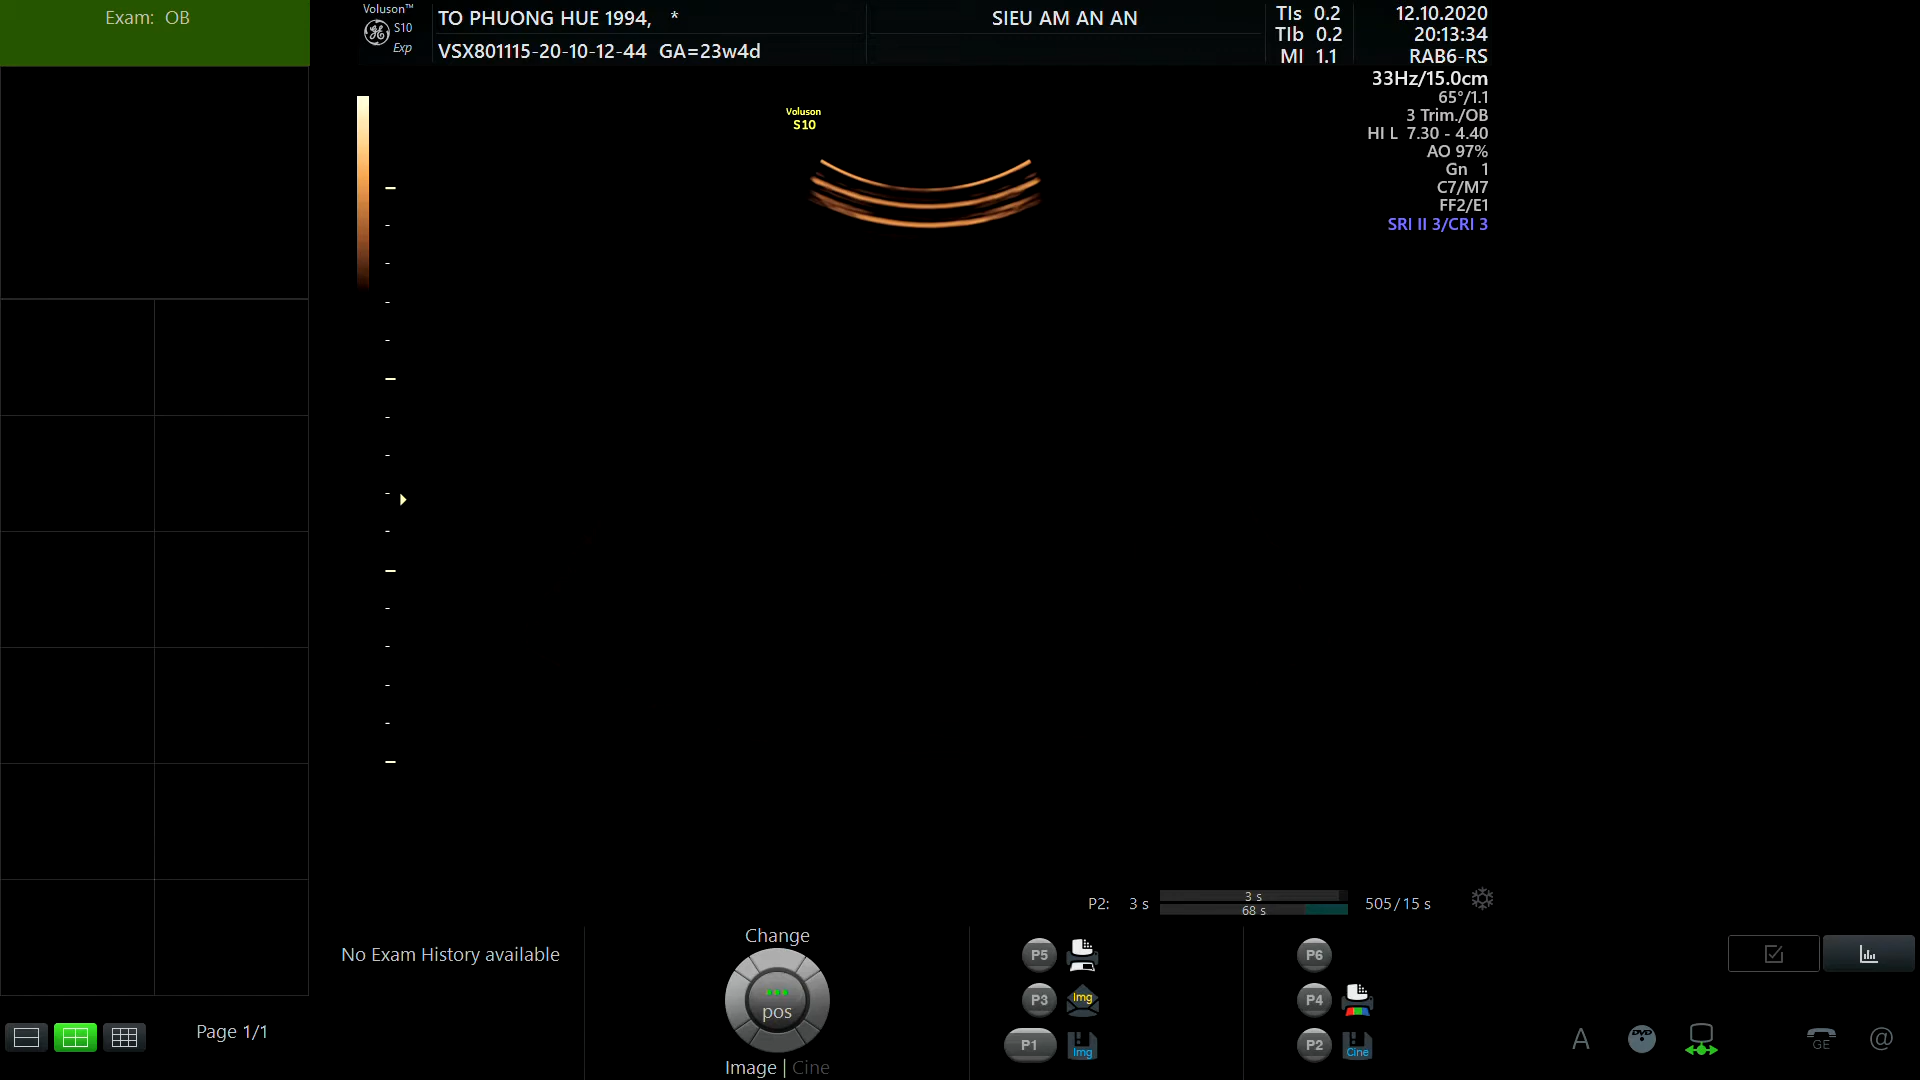 Exam: OB
Voluson™
S10
Exp
TO PHUONG HUE 1994, *
VSX801115-20-10-12-44 GA=23w4d
SIEU AM AN AN
TIs 0.2
TIb 0.2
MI 1.1
12.10.2020
20:13:34
RAB6-RS
33Hz/15.0cm
65°/1.1
3 Trim./OB
HI L 7.30 - 4.40
AO 97%
Gn 1
C7/M7
FF2/E1
SRI II 3/CRI 3
Voluson
S10
P2: 3 s
3 s
68 s
505/15 s
No Exam History available
Change
pos
Image | Cine
P5
P3
Img
P1
Img
P6
P4
P2
Cine
Page 1/1
A
DVD
GE
@